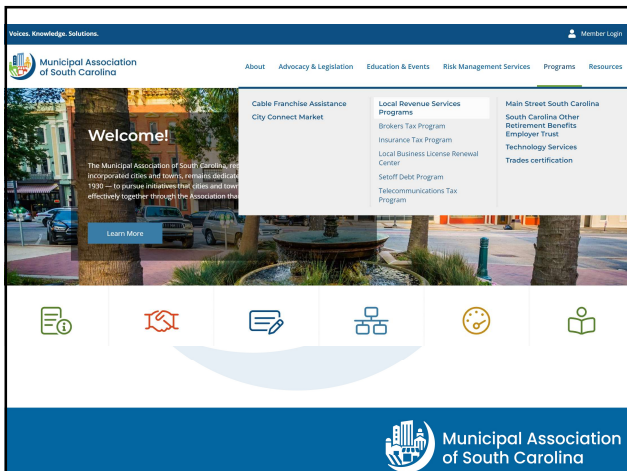 Voices. Knowledge. Solutions.
Member Login
Municipal Association
of South Carolina
About Advocacy & Legislation Education & Events Risk Management Services Programs Resources
Cable Franchise Assistance
City Connect Market
Local Revenue Services
Programs
Brokers Tax Program
Insurance Tax Program
Local Business License Renewal
Center
Setoff Debt Program
Telecommunications Tax
Program
Main Street South Carolina
South Carolina Other
Retirement Benefits
Employer Trust
Technology Services
Trades certification
Welcome!
The Municipal Association of South Carolina,
incorporated cities and towns, remains
1930 — to pursue initiatives that cities and
effectively together through the Association
Learn More
Municipal Association
of South Carolina